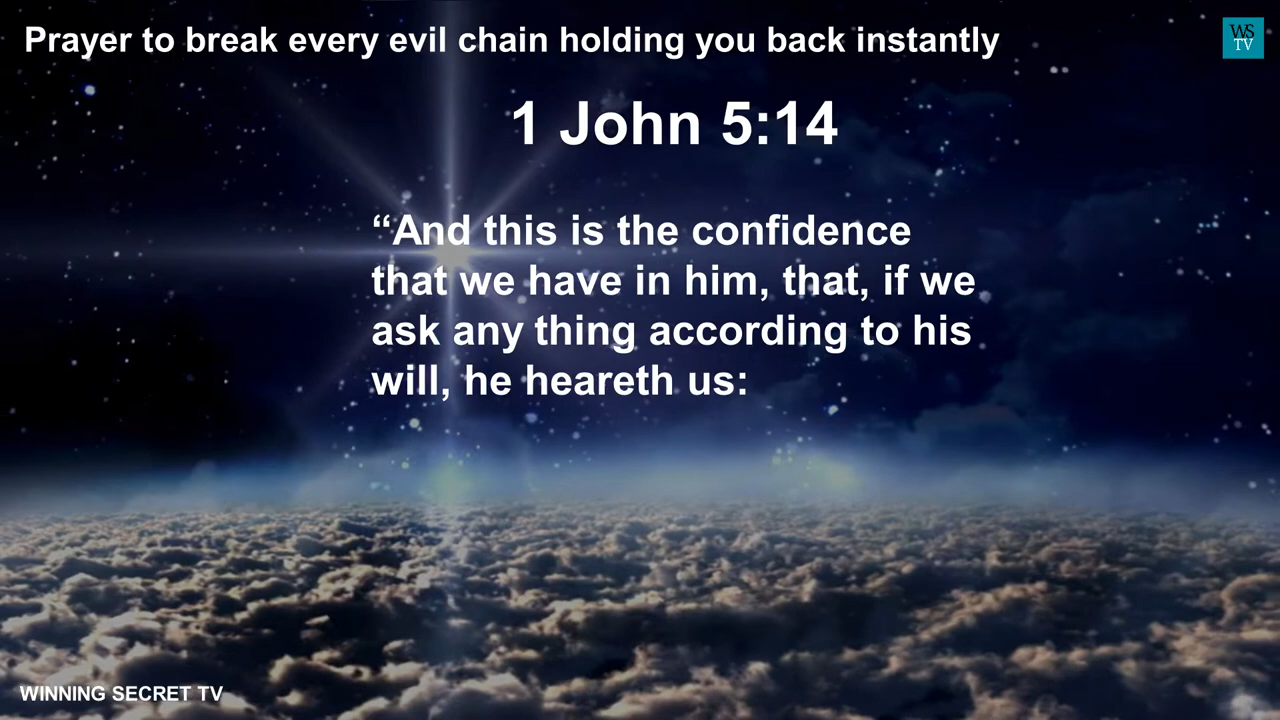 Prayer to break every evil chain holding you back instantly
WS
TV
1 John 5:14
“And this is the confidence
that we have in him, that, if we
ask any thing according to his
will, he heareth us:
WINNING SECRET TV